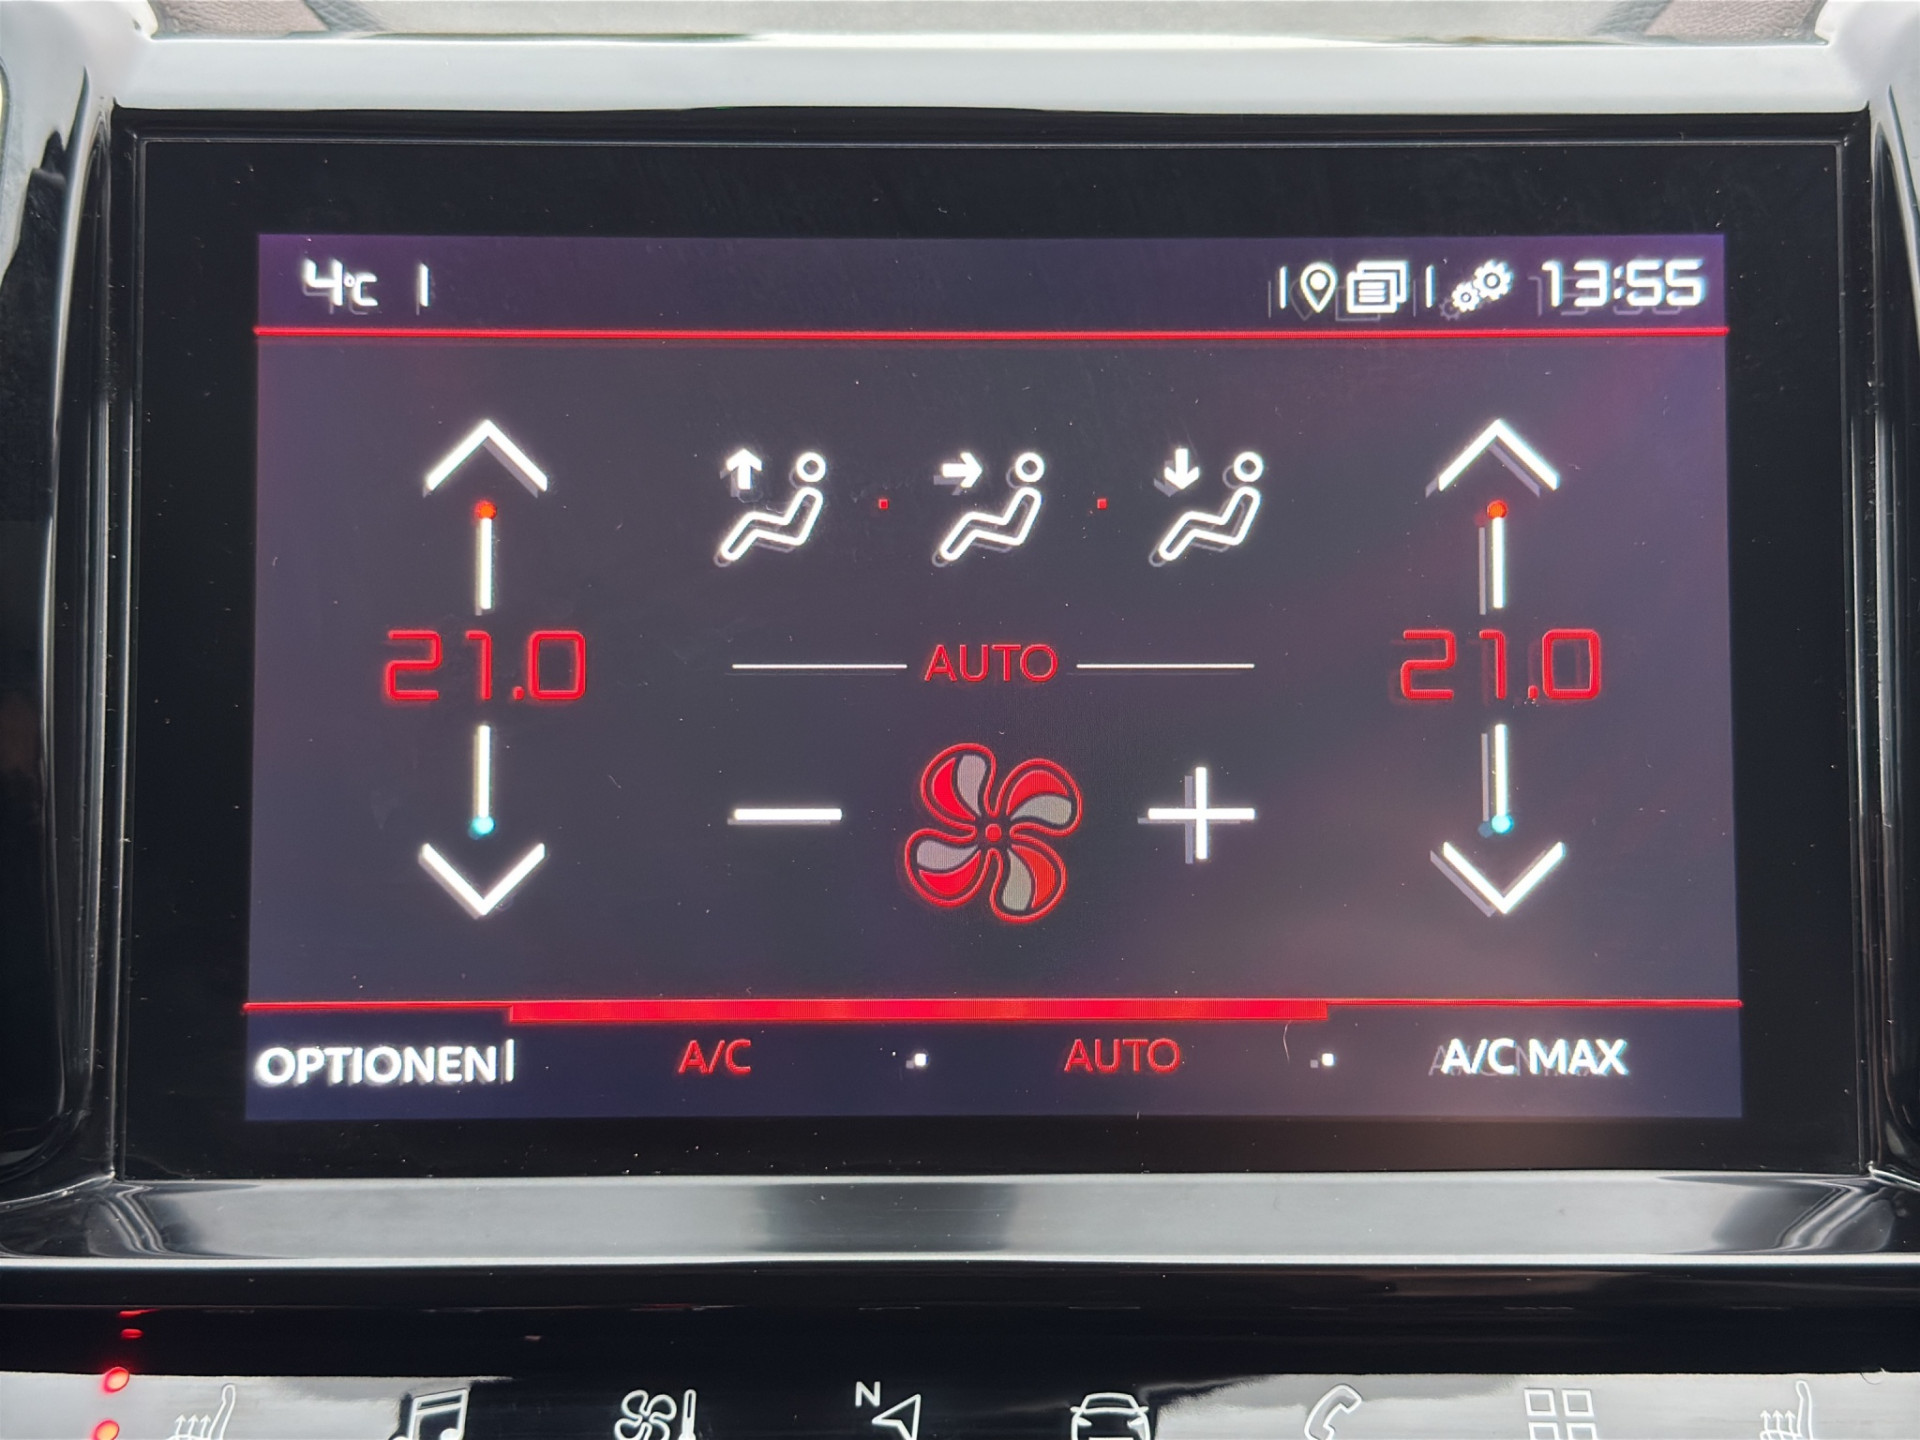 4°C 13:55
21.0 AUTO 21.0
OPTIONEN A/C AUTO A/C MAX
N